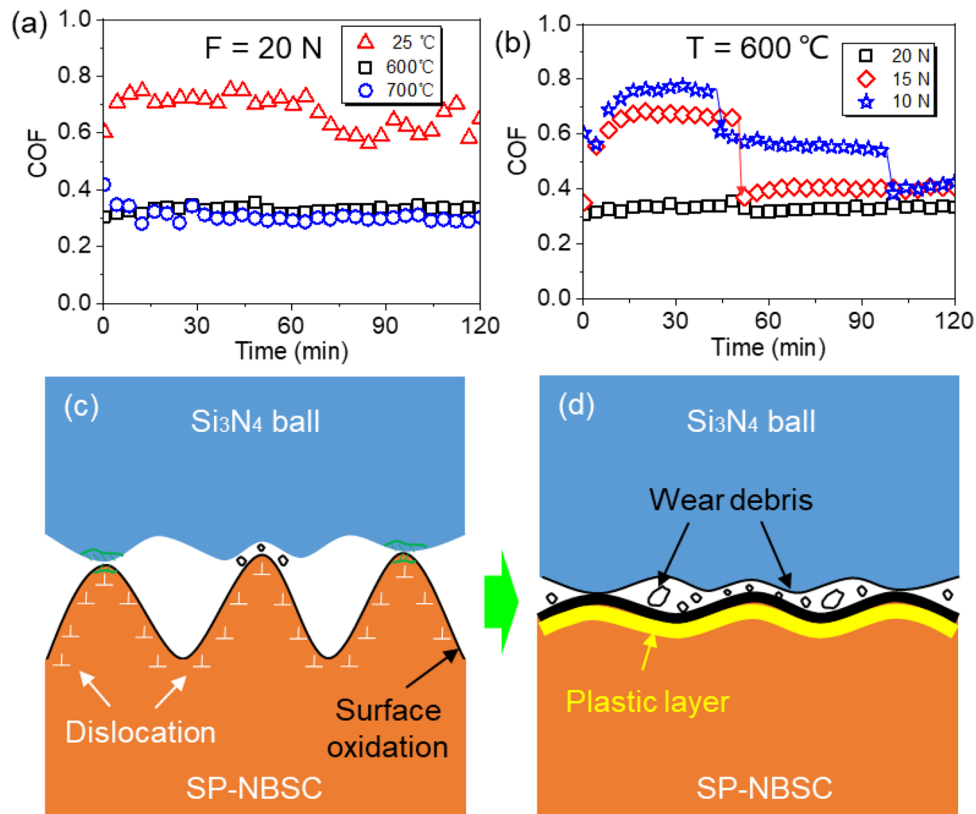 (a)
F = 20 N
25 ℃
600℃
700℃
COF
1.0
0.8
0.6
0.4
0.2
0.0
0 30 60 90 120
Time (min)
(b)
T = 600 ℃
20 N
15 N
10 N
COF
1.0
0.8
0.6
0.4
0.2
0.0
0 30 60 90 120
Time (min)
(c)
Si₃N₄ ball
Dislocation
Surface
oxidation
SP-NBSC
(d)
Si₃N₄ ball
Wear debris
Plastic layer
SP-NBSC